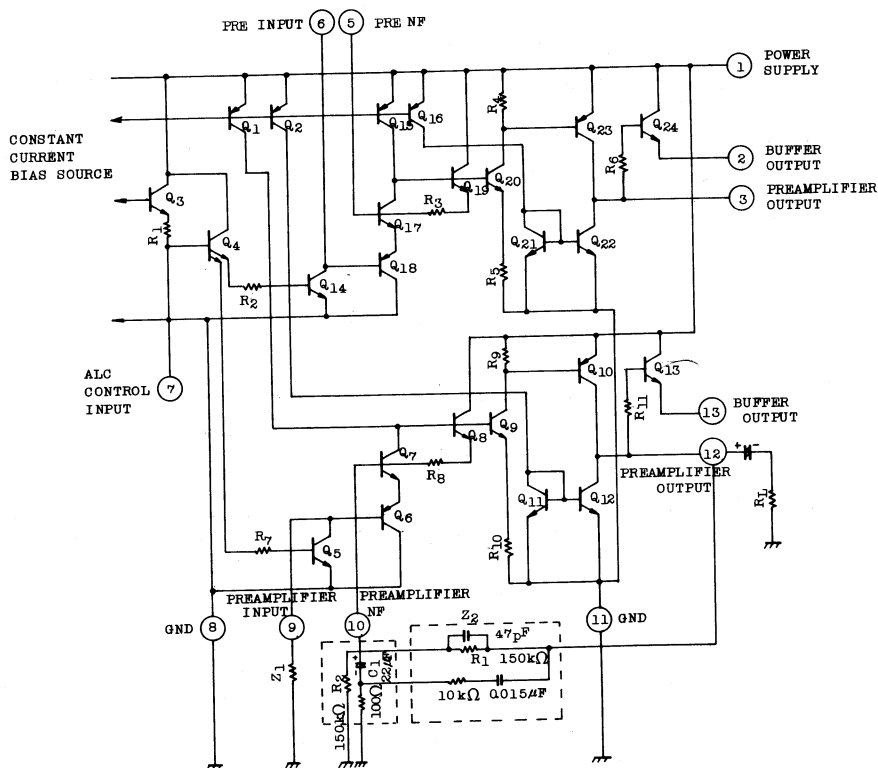 PRE INPUT
6
5
PRE NF
1
POWER
SUPPLY
R4
Q1
Q2
Q15
Q16
Q23
Q24
CONSTANT
CURRENT
BIAS SOURCE
R6
2
BUFFER
OUTPUT
Q3
Q19
Q20
3
PREAMPLIFIER
OUTPUT
R3
R1
Q17
Q4
Q21
Q22
Q18
R5
R2
Q14
ALC
CONTROL
INPUT
7
R9
Q10
Q13
R11
13
BUFFER
OUTPUT
Q8
Q9
Q7
12
+ -
R8
PREAMPLIFIER
OUTPUT
Q11
Q12
RL
Q6
R7
Q5
R10
PREAMPLIFIER
INPUT
PREAMPLIFIER
NF
GND
8
9
10
11
GND
Z2
47pF
R1
150kΩ
Z1
+
C1
22μF
R2
150kΩ
100Ω
10kΩ
0.015μF